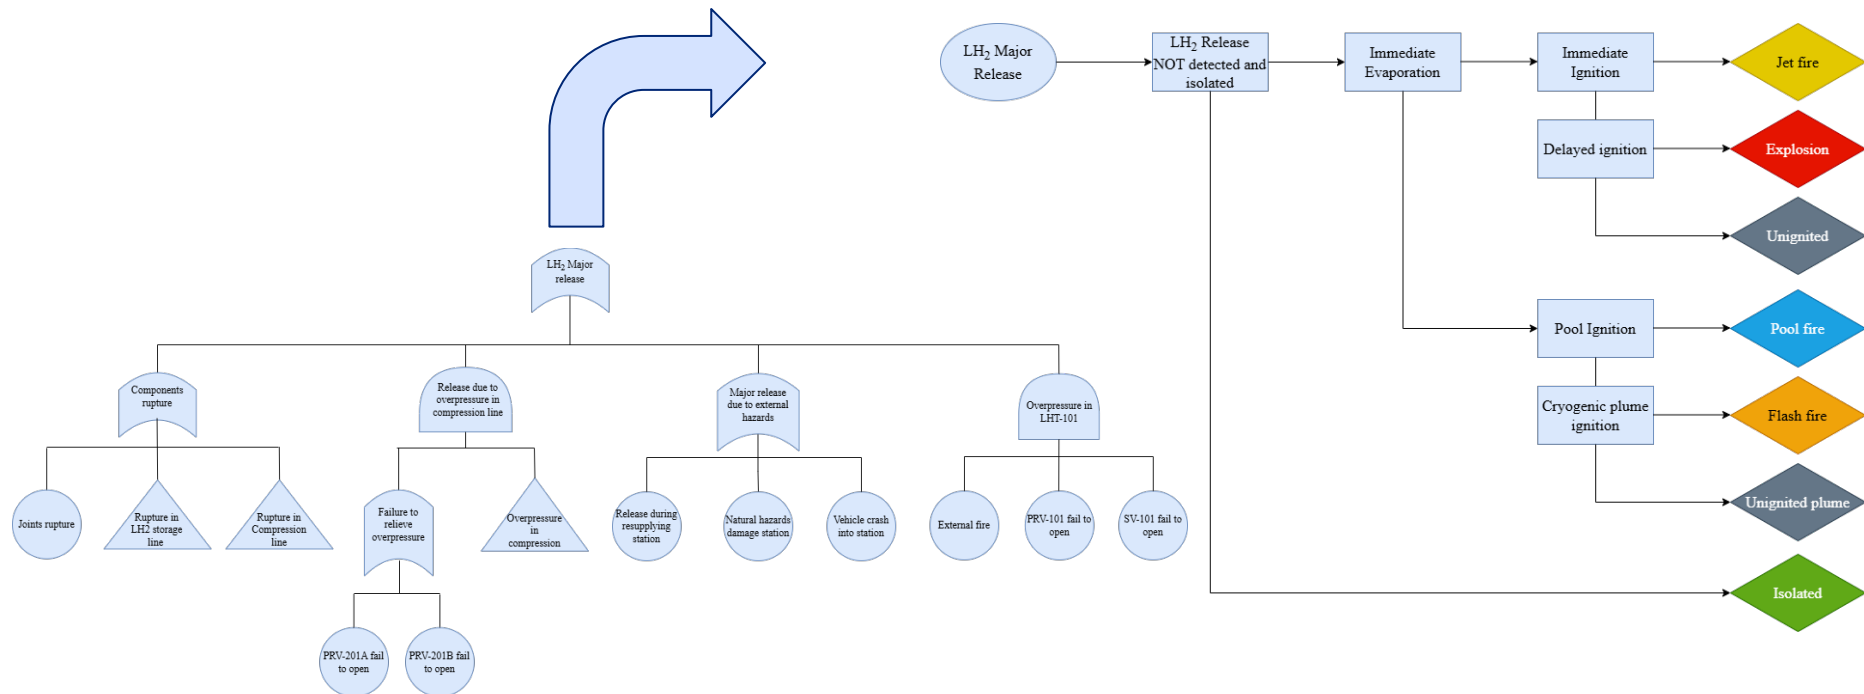 LH₂ Major
Release
LH₂ Release
NOT detected and
isolated
Immediate
Evaporation
Immediate
Ignition
Jet fire
Delayed ignition
Explosion
Unignited
Pool Ignition
Pool fire
Cryogenic plume
ignition
Flash fire
Unignited plume
Isolated
LH₂ Major
release
Components
rupture
Release due to
overpressure in
compression line
Major release
due to external
hazards
Overpressure in
LHT-101
Joints rupture
Rupture in
LH2 storage
line
Rupture in
Compression
line
Failure to
relieve
overpressure
Overpressure
in
compression
Release during
resupplying
station
Natural hazards
damage station
Vehicle crash
into station
External fire
PRV-101 fail to
open
SV-101 fail to
open
PRV-201A fail
to open
PRV-201B fail
to open